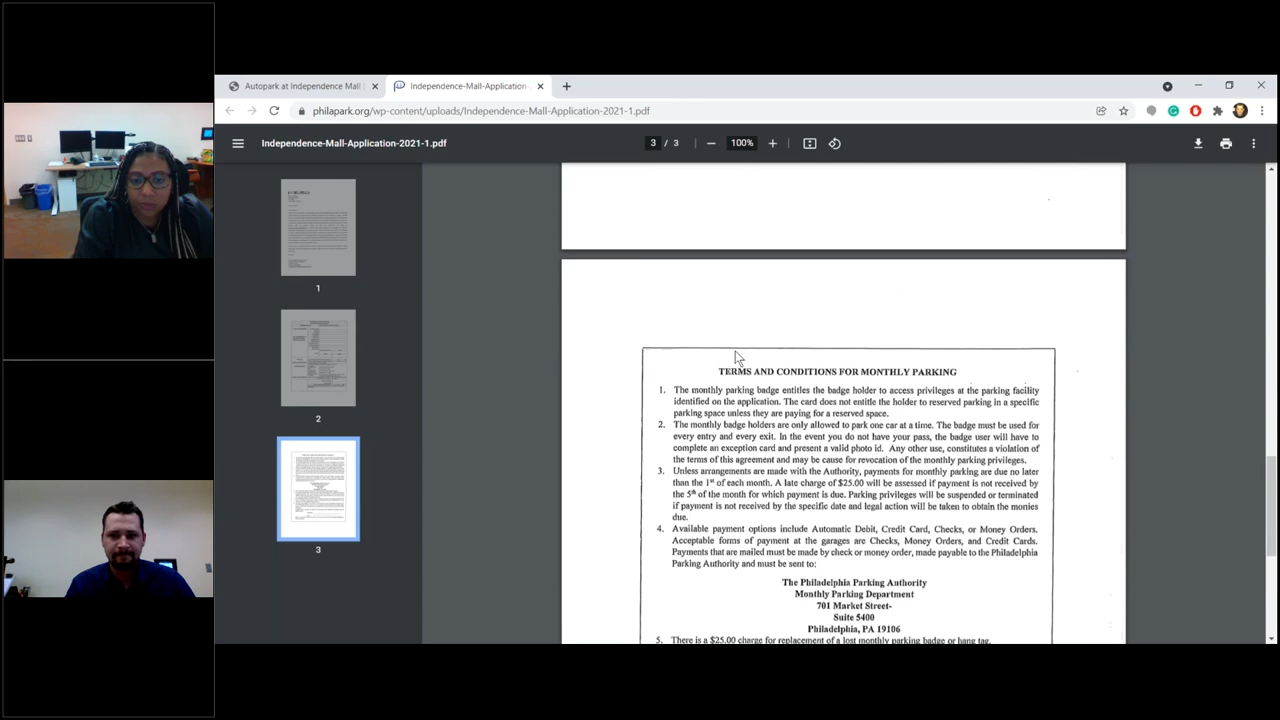 Autopark at Independence Mall
Independence-Mall-Application-
philapark.org/wp-content/uploads/Independence-Mall-Application-2021-1.pdf
Independence-Mall-Application-2021-1.pdf
3 / 3
100%
1
2
3
TERMS AND CONDITIONS FOR MONTHLY PARKING
1. The monthly parking badge entitles the badge holder to access privileges at the parking facility
identified on the application. The card does not entitle the holder to reserved parking in a specific
parking space unless they are paying for a reserved space.
2. The monthly badge holders are only allowed to park one car at a time. The badge must be used for
every entry and every exit. In the event you do not have your pass, the badge user will have to
complete an exception card and present a valid photo id. Any other use, constitutes a violation of
the terms of this agreement and may be cause for revocation of the monthly parking privileges.
3. Unless arrangements are made with the Authority, payments for monthly parking are due no later
than the 1st of each month. A late charge of $25.00 will be assessed if payment is not received by
the 5th of the month for which payment is due. Parking privileges will be suspended or terminated
if payment is not received by the specific date and legal action will be taken to obtain the monies
due.
4. Available payment options include Automatic Debit, Credit Card, Checks, or Money Orders.
Acceptable forms of payment at the garages are Checks, Money Orders, and Credit Cards.
Payments that are mailed must be made by check or money order, made payable to the Philadelphia
Parking Authority and must be sent to:
The Philadelphia Parking Authority
Monthly Parking Department
701 Market Street-
Suite 5400
Philadelphia, PA 19106
5. There is a $25.00 charge for replacement of a lost monthly parking badge or hang tag.